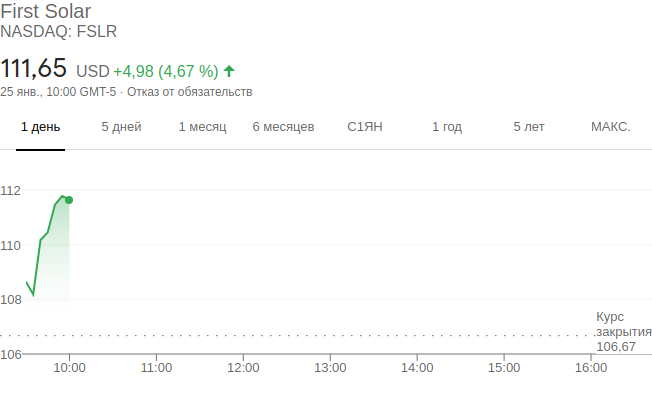 First Solar
NASDAQ: FSLR
111,65 USD +4,98 (4,67 %)
25 янв., 10:00 GMT-5 · Отказ от обязательств
1 день 5 дней 1 месяц 6 месяцев С1ЯН 1 год 5 лет МАКС.
112
110
108
Курс
закрытия
106,67
106
10:00 11:00 12:00 13:00 14:00 15:00 16:00